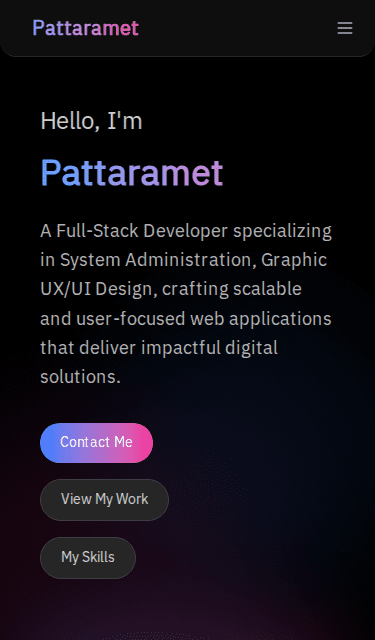 Pattaramet
Hello, I'm
Pattaramet
A Full-Stack Developer specializing
in System Administration, Graphic
UX/UI Design, crafting scalable
and user-focused web applications
that deliver impactful digital
solutions.
Contact Me
View My Work
My Skills